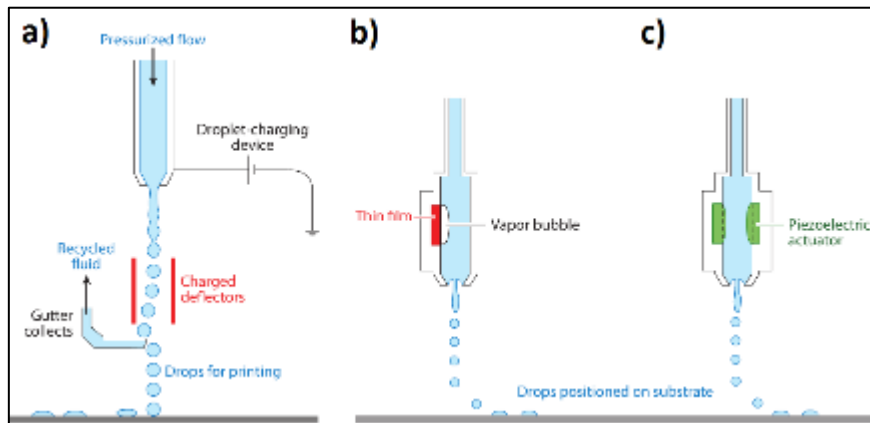 a)
Pressurized flow
Droplet-charging
device
Recycled
fluid
Charged
deflectors
Gutter
collects
Drops for printing
b)
Thin film
Vapor bubble
c)
Piezoelectric
actuator
Drops positioned on substrate